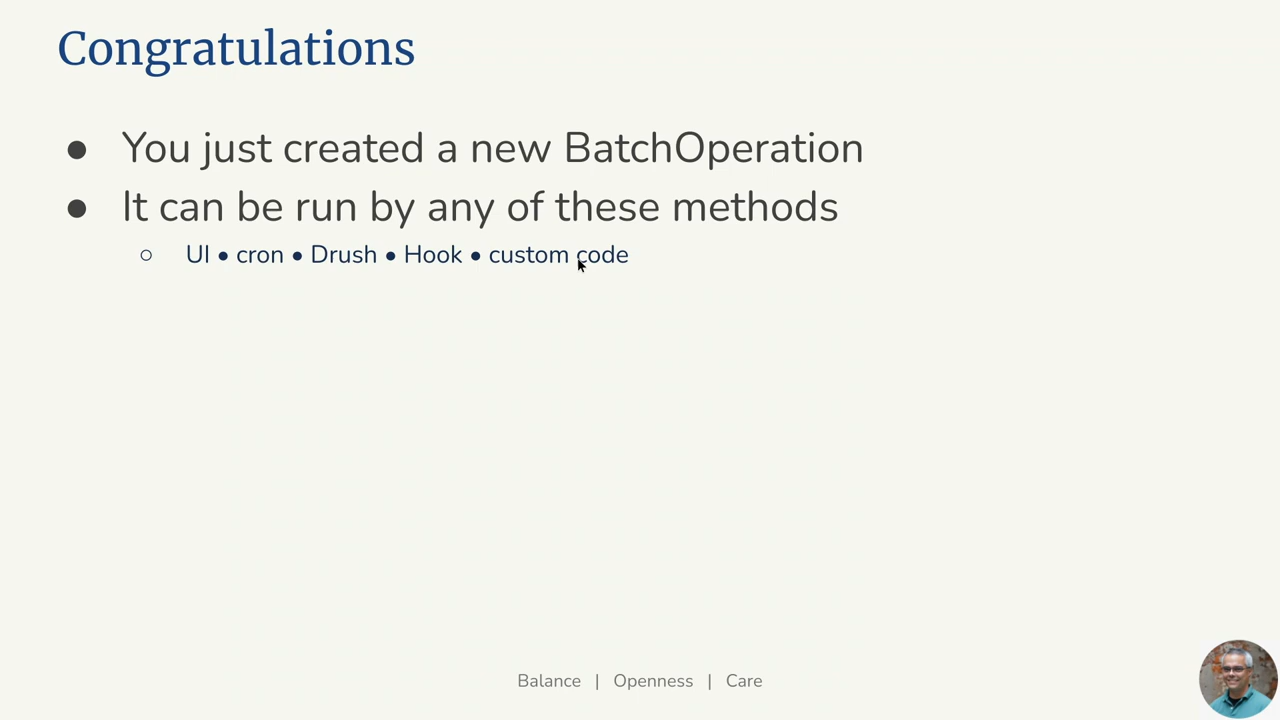 Congratulations
● You just created a new BatchOperation
● It can be run by any of these methods
○ UI • cron • Drush • Hook • custom code
Balance | Openness | Care